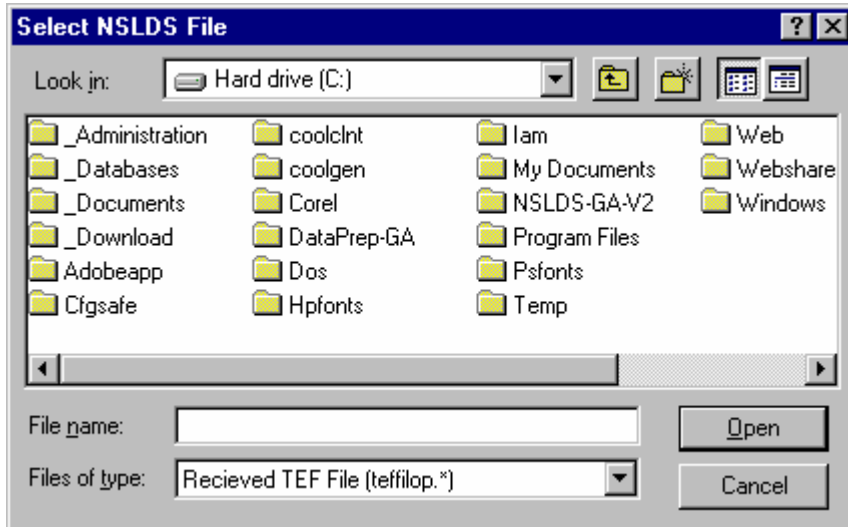 Select NSLDS File
Look in: Hard drive (C:)
_Administration coolclnt Iam Web
_Databases coolgen My Documents Webshare
_Documents Corel NSLDS-GA-V2 Windows
_Download DataPrep-GA Program Files
Adobeapp Dos Psfonts
Cfgsafe Hpfonts Temp
File name: Open
Files of type: Recieved TEF File (teffilop.*) Cancel